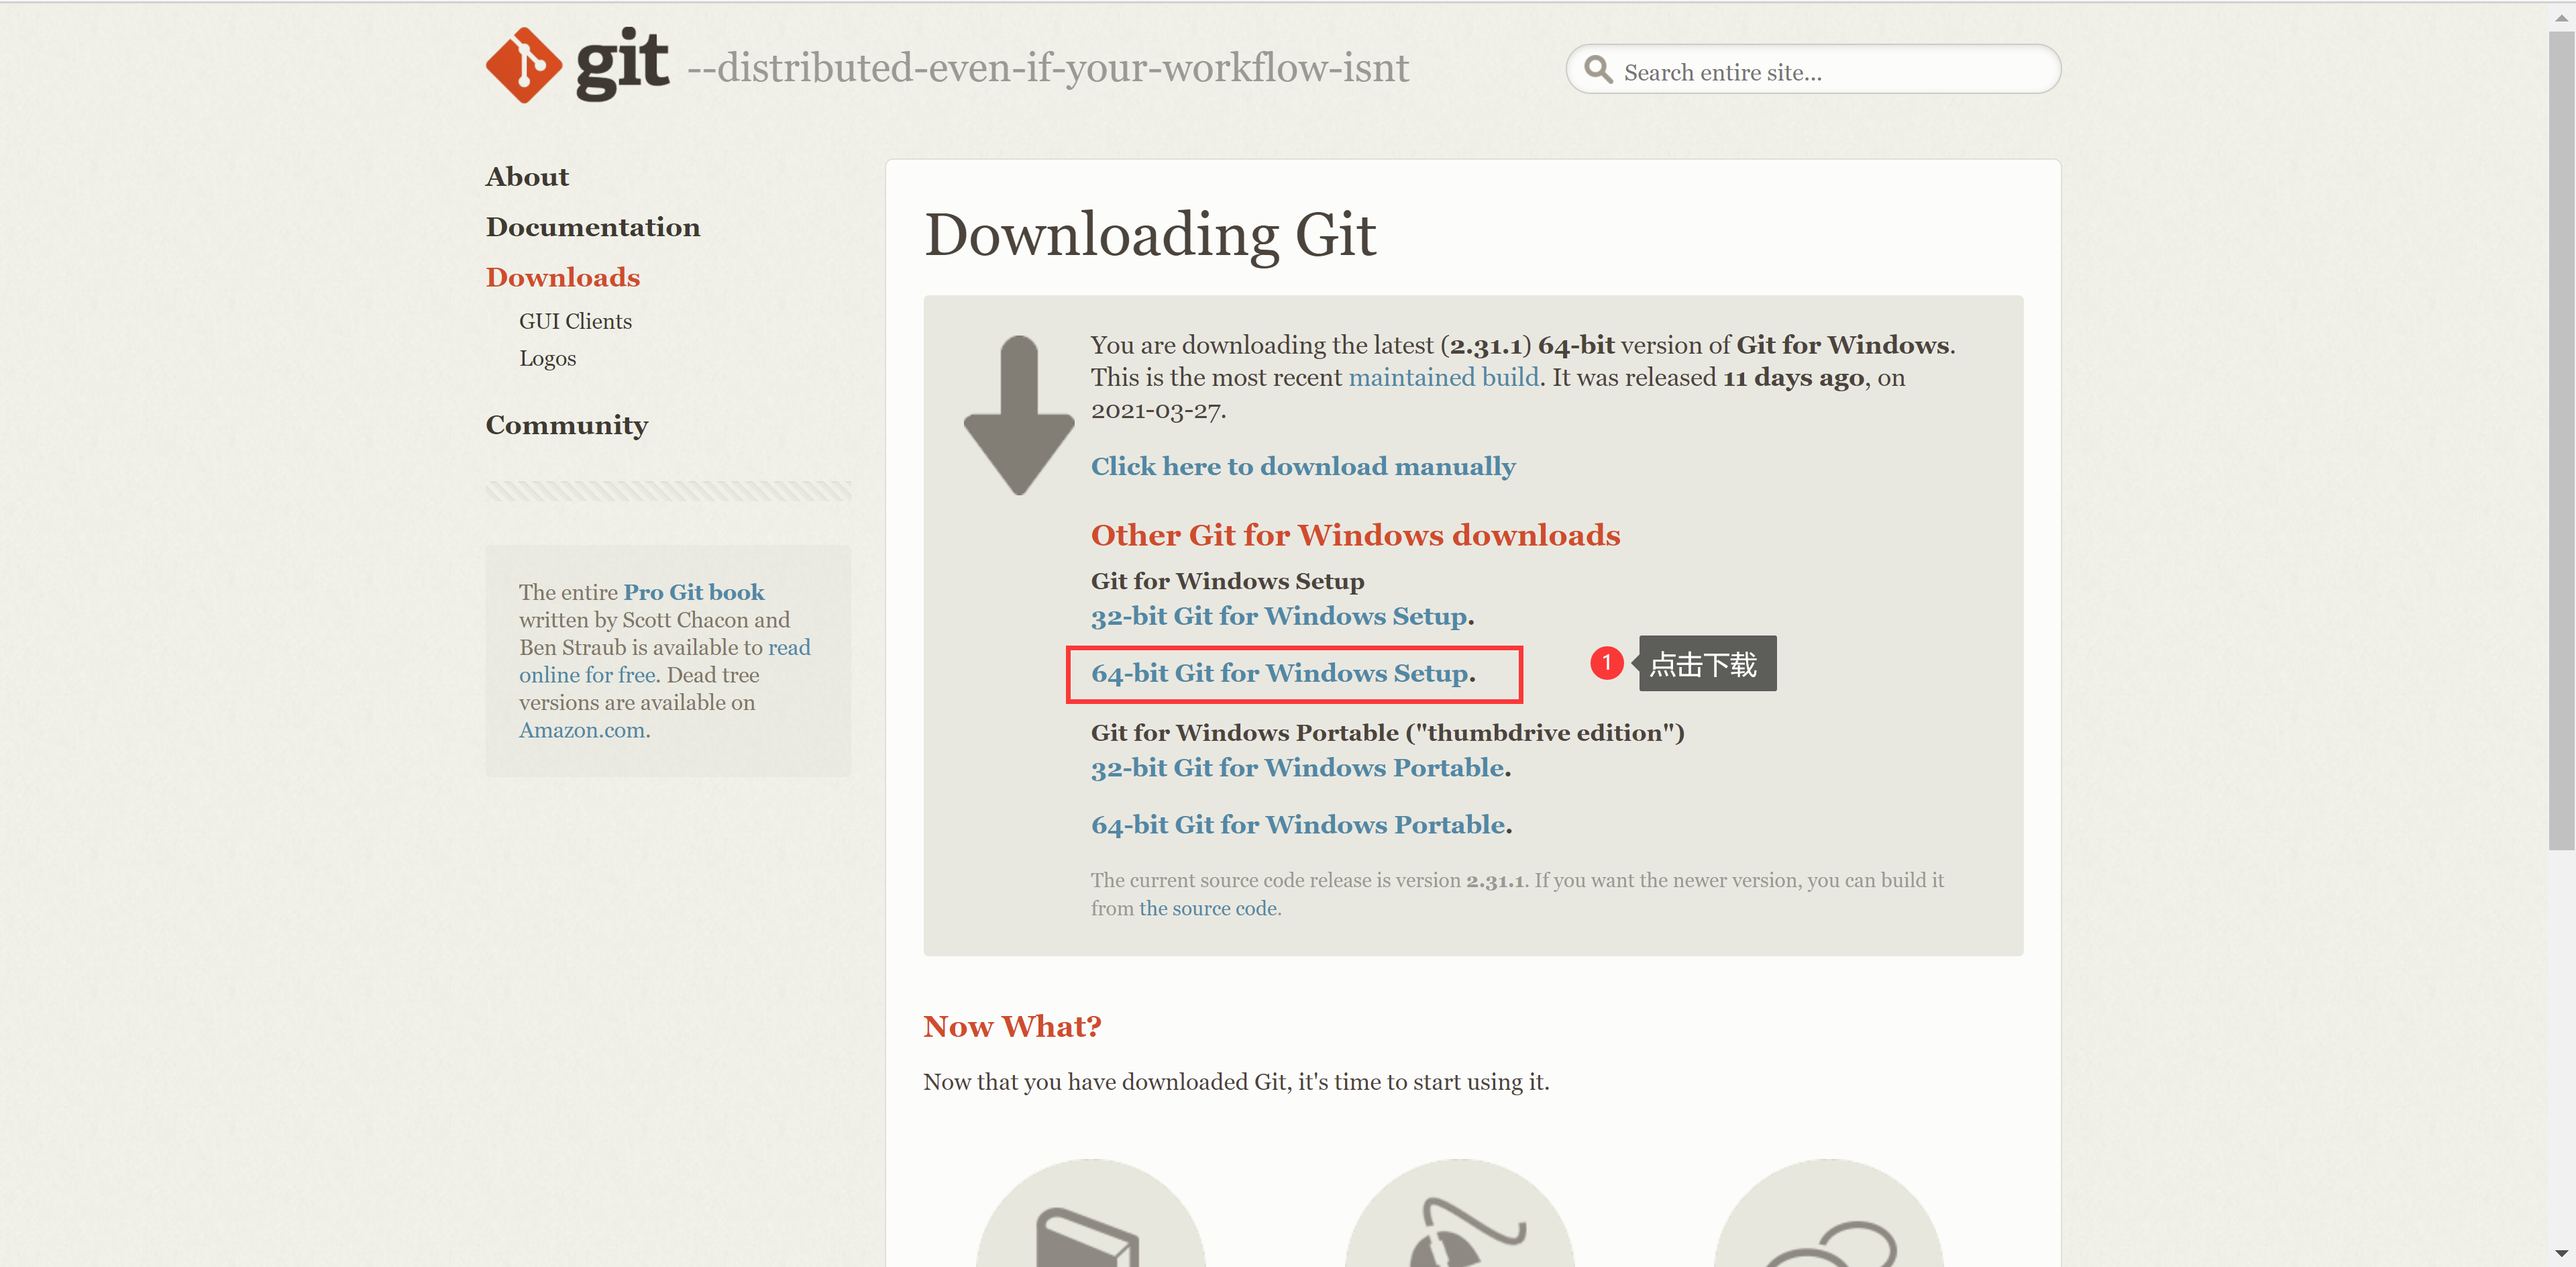 git --distributed-even-if-your-workflow-isnt
Search entire site...
About
Documentation
Downloads
GUI Clients
Logos
Community
The entire Pro Git book
written by Scott Chacon and
Ben Straub is available to read
online for free. Dead tree
versions are available on
Amazon.com.
Downloading Git
You are downloading the latest (2.31.1) 64-bit version of Git for Windows.
This is the most recent maintained build. It was released 11 days ago, on
2021-03-27.
Click here to download manually
Other Git for Windows downloads
Git for Windows Setup
32-bit Git for Windows Setup.
64-bit Git for Windows Setup.
1 点击下载
Git for Windows Portable ("thumbdrive edition")
32-bit Git for Windows Portable.
64-bit Git for Windows Portable.
The current source code release is version 2.31.1. If you want the newer version, you can build it
from the source code.
Now What?
Now that you have downloaded Git, it's time to start using it.